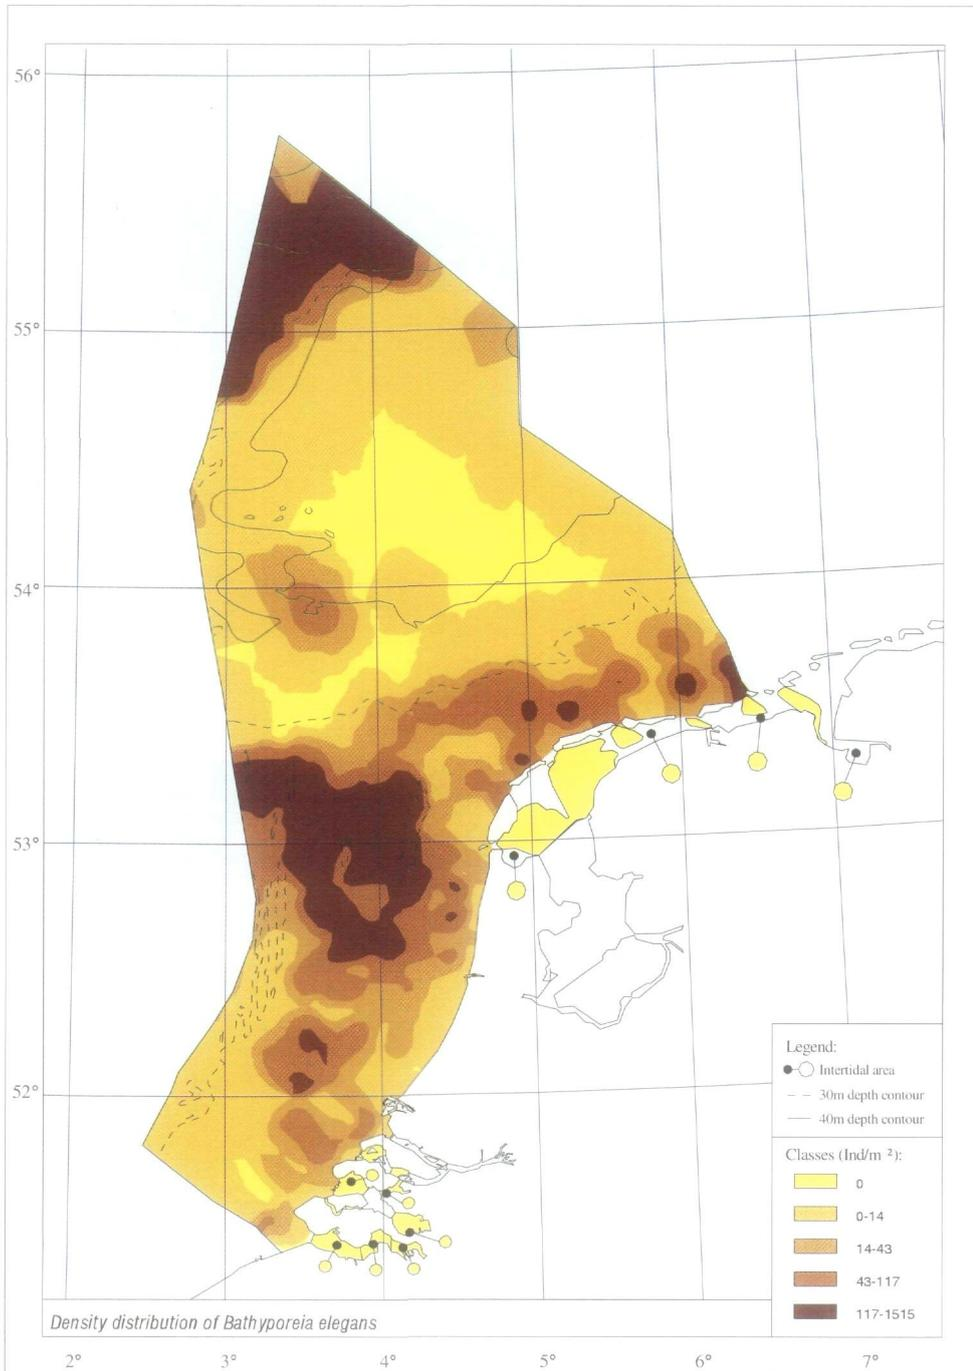 56°
55°
54°
53°
52°
Legend:
Intertidal area
30m depth contour
40m depth contour
Classes (Ind/m ²):
0
0-14
14-43
43-117
117-1515
Density distribution of Bathyporeia elegans
2° 3° 4° 5° 6° 7°